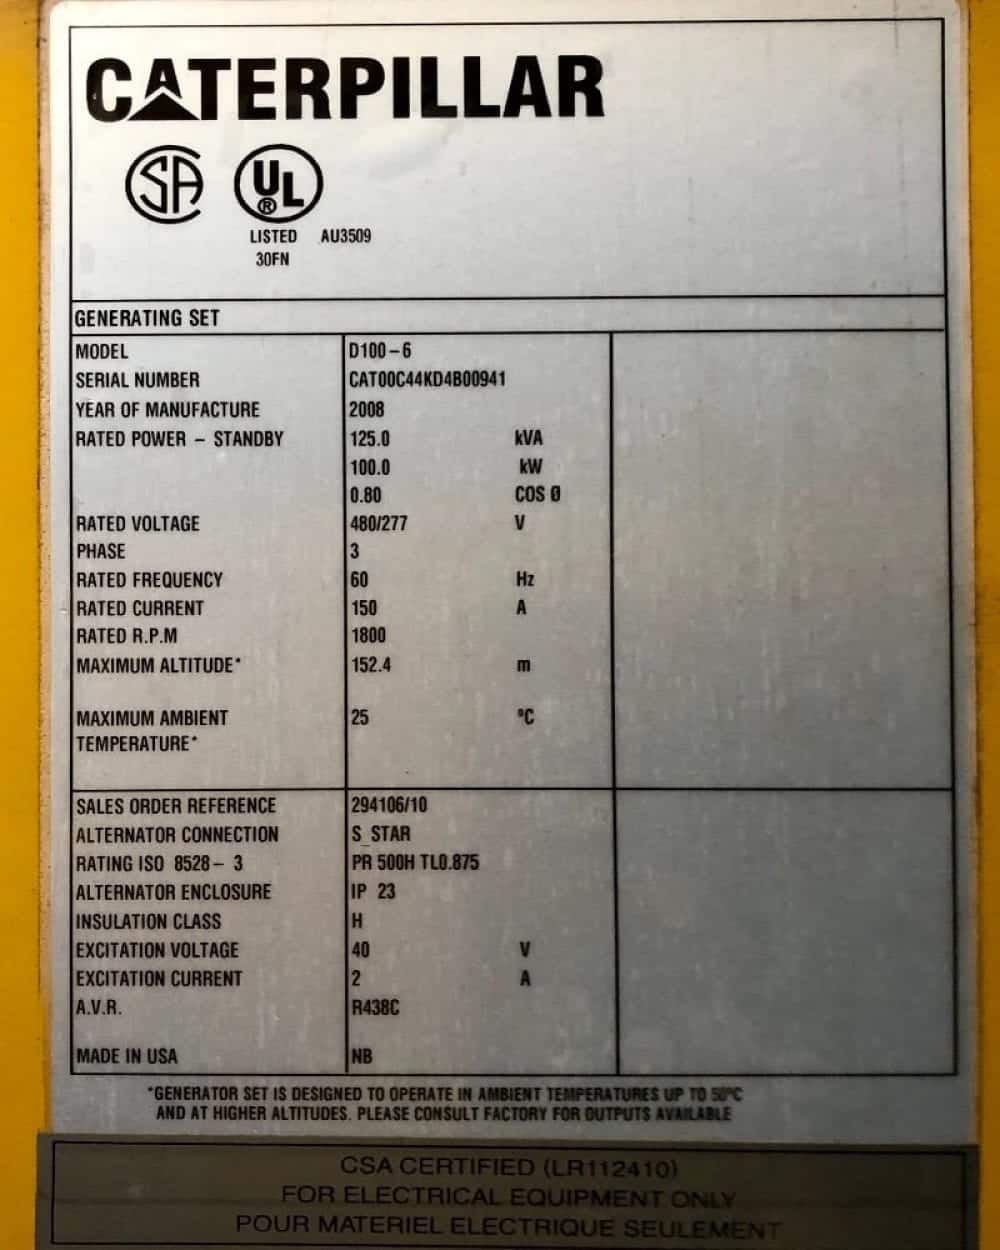 CATERPILLAR
SA UL®
LISTED AU3509
30FN
GENERATING SET
MODEL D100-6
SERIAL NUMBER CAT00C44KD4B00941
YEAR OF MANUFACTURE 2008
RATED POWER - STANDBY 125.0 kVA
100.0 kW
0.80 COS Ø
RATED VOLTAGE 480/277 V
PHASE 3
RATED FREQUENCY 60 Hz
RATED CURRENT 150 A
RATED R.P.M 1800
MAXIMUM ALTITUDE* 152.4 m
MAXIMUM AMBIENT 25 °C
TEMPERATURE*
SALES ORDER REFERENCE 294106/10
ALTERNATOR CONNECTION S_STAR
RATING ISO 8528- 3 PR 500H TL0.875
ALTERNATOR ENCLOSURE IP 23
INSULATION CLASS H
EXCITATION VOLTAGE 40 V
EXCITATION CURRENT 2 A
A.V.R. R438C
MADE IN USA NB
*GENERATOR SET IS DESIGNED TO OPERATE IN AMBIENT TEMPERATURES UP TO 50°C
AND AT HIGHER ALTITUDES. PLEASE CONSULT FACTORY FOR OUTPUTS AVAILABLE
CSA CERTIFIED (LR112410)
FOR ELECTRICAL EQUIPMENT ONLY
POUR MATERIEL ELECTRIQUE SEULEMENT